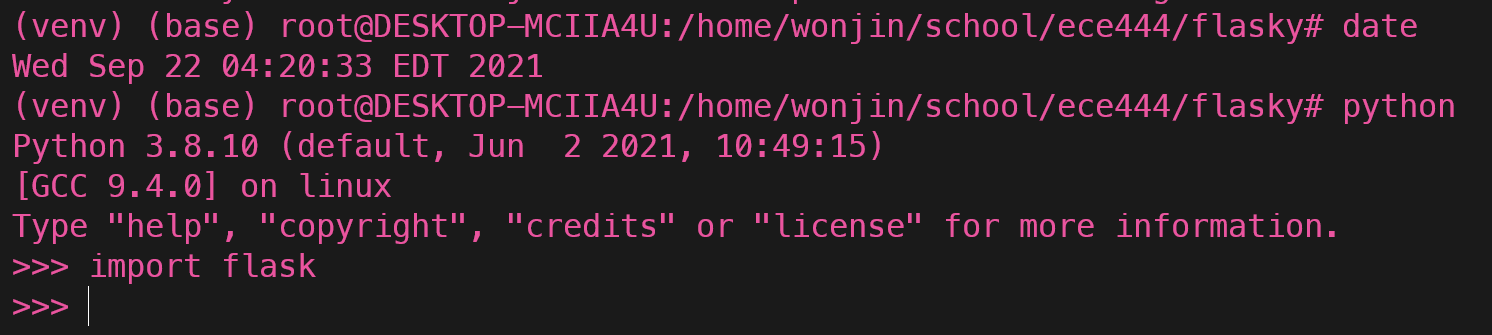 (venv) (base) root@DESKTOP-MCIIA4U:/home/wonjin/school/ece444/flasky# date
Wed Sep 22 04:20:33 EDT 2021
(venv) (base) root@DESKTOP-MCIIA4U:/home/wonjin/school/ece444/flasky# python
Python 3.8.10 (default, Jun  2 2021, 10:49:15)
[GCC 9.4.0] on linux
Type "help", "copyright", "credits" or "license" for more information.
>>> import flask
>>>